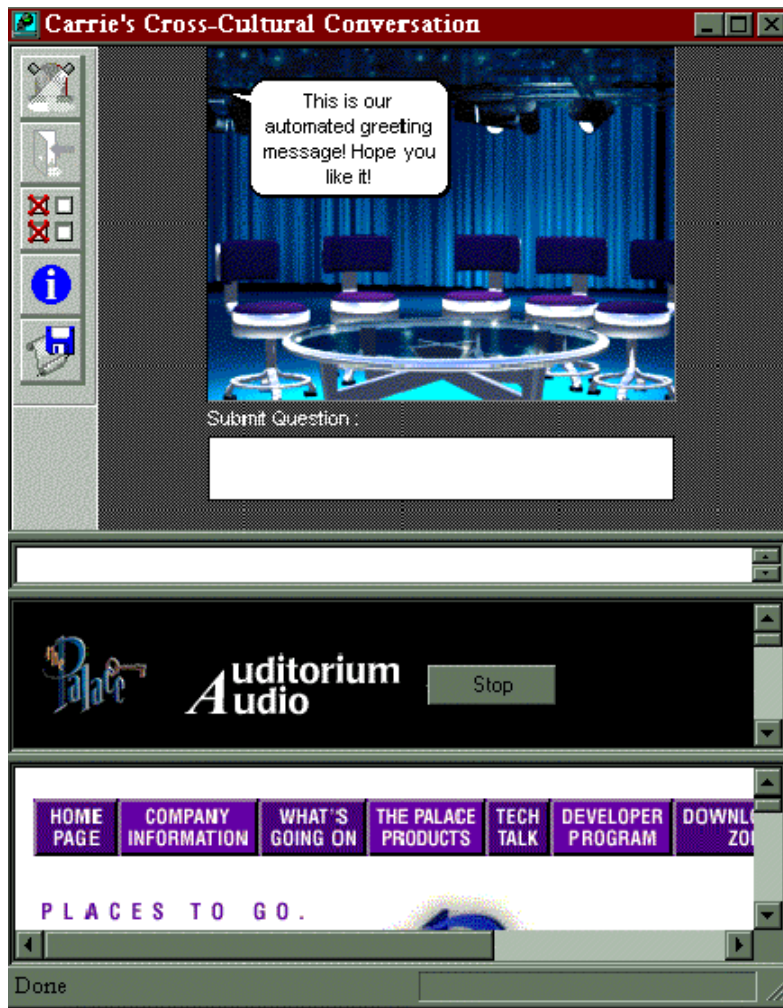 Carrie's Cross-Cultural Conversation
This is our
automated greeting
message! Hope you
like it!
Submit Question :
the Palace
Auditorium
Audio
Stop
HOME
PAGE
COMPANY
INFORMATION
WHAT'S
GOING ON
THE PALACE
PRODUCTS
TECH
TALK
DEVELOPER
PROGRAM
PLACES TO GO.
Done